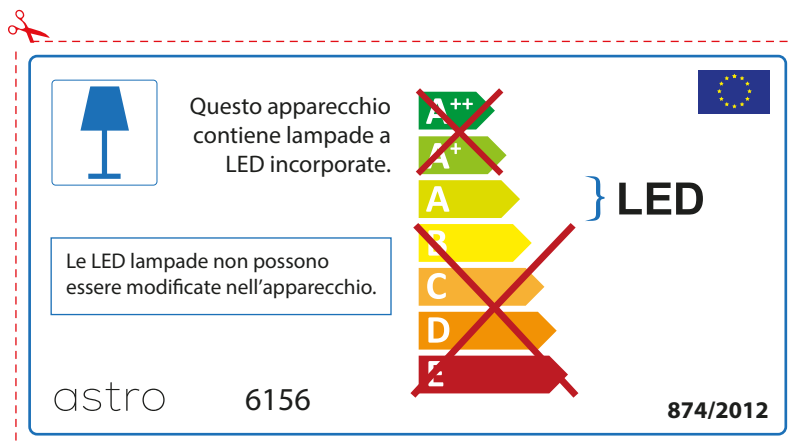 Questo apparecchio
contiene lampade a
LED incorporate.
A++
A+
A
B
C
D
E
LED
Le LED lampade non possono
essere modificate nell'apparecchio.
astro
6156
874/2012